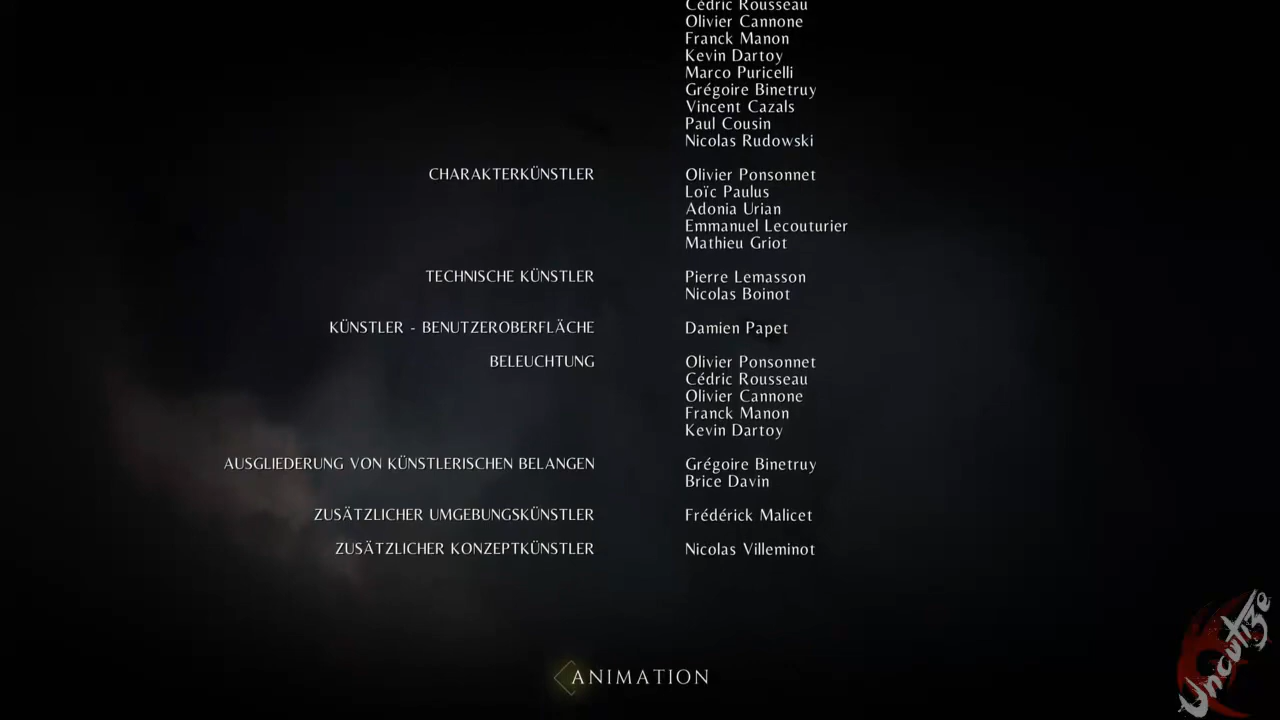 Cédric Rousseau
Olivier Cannone
Franck Manon
Kevin Dartoy
Marco Puricelli
Grégoire Binetruy
Vincent Cazals
Paul Cousin
Nicolas Rudowski
CHARAKTERKÜNSTLER Olivier Ponsonnet
Loïc Paulus
Adonia Urian
Emmanuel Lecouturier
Mathieu Griot
TECHNISCHE KÜNSTLER Pierre Lemasson
Nicolas Boinot
KÜNSTLER - BENUTZEROBERFLÄCHE Damien Papet
BELEUCHTUNG Olivier Ponsonnet
Cédric Rousseau
Olivier Cannone
Franck Manon
Kevin Dartoy
AUSGLIEDERUNG VON KÜNSTLERISCHEN BELANGEN Grégoire Binetruy
Brice Davin
ZUSÄTZLICHER UMGEBUNGSKÜNSTLER Frédérick Malicet
ZUSÄTZLICHER KONZEPTKÜNSTLER Nicolas Villeminot
ANIMATION
Uncutize